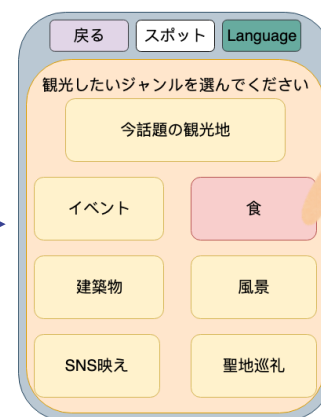 戻る スポット Language
観光したいジャンルを選んでください
今話題の観光地
イベント 食
建築物 風景
SNS映え 聖地巡礼